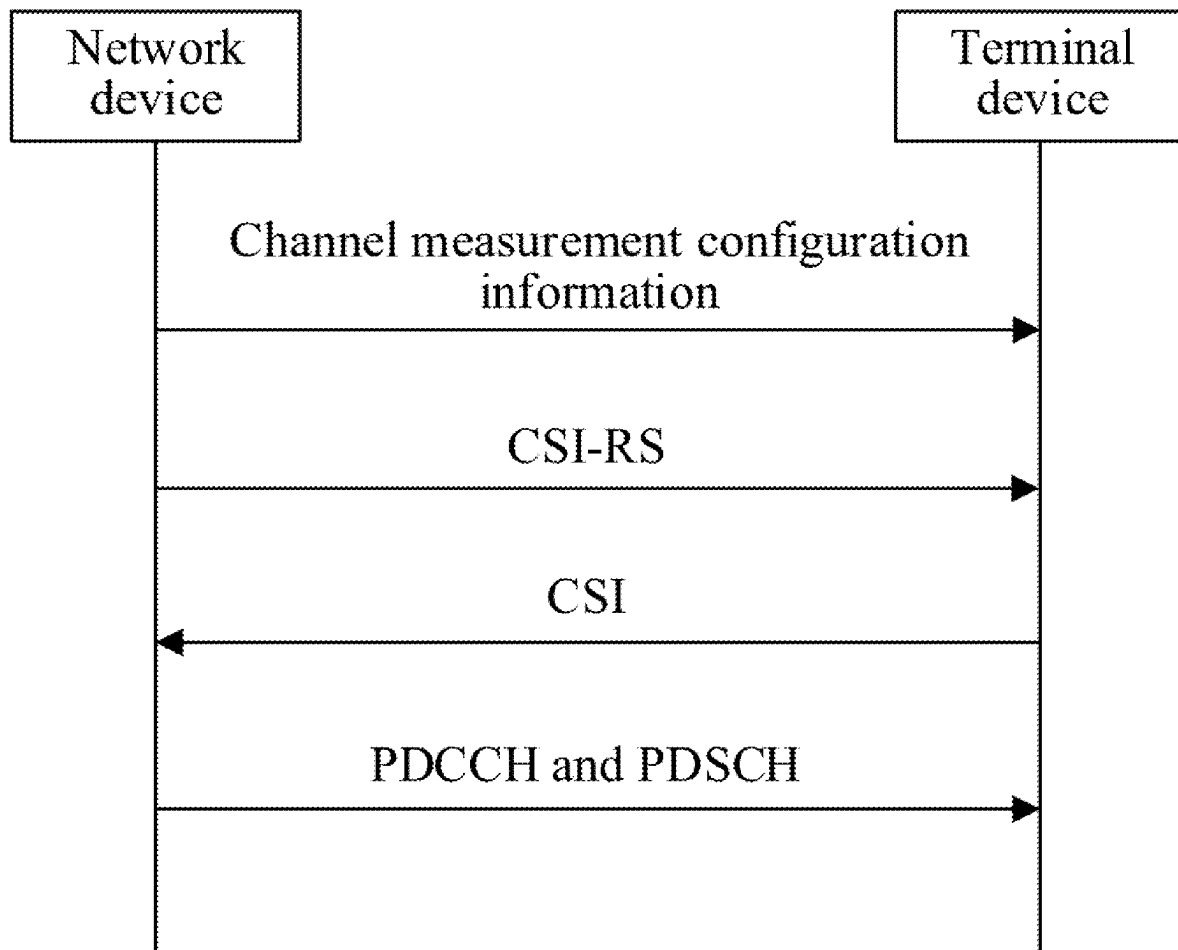 Network
device
Terminal
device
Channel measurement configuration
information
CSI-RS
CSI
PDCCH and PDSCH